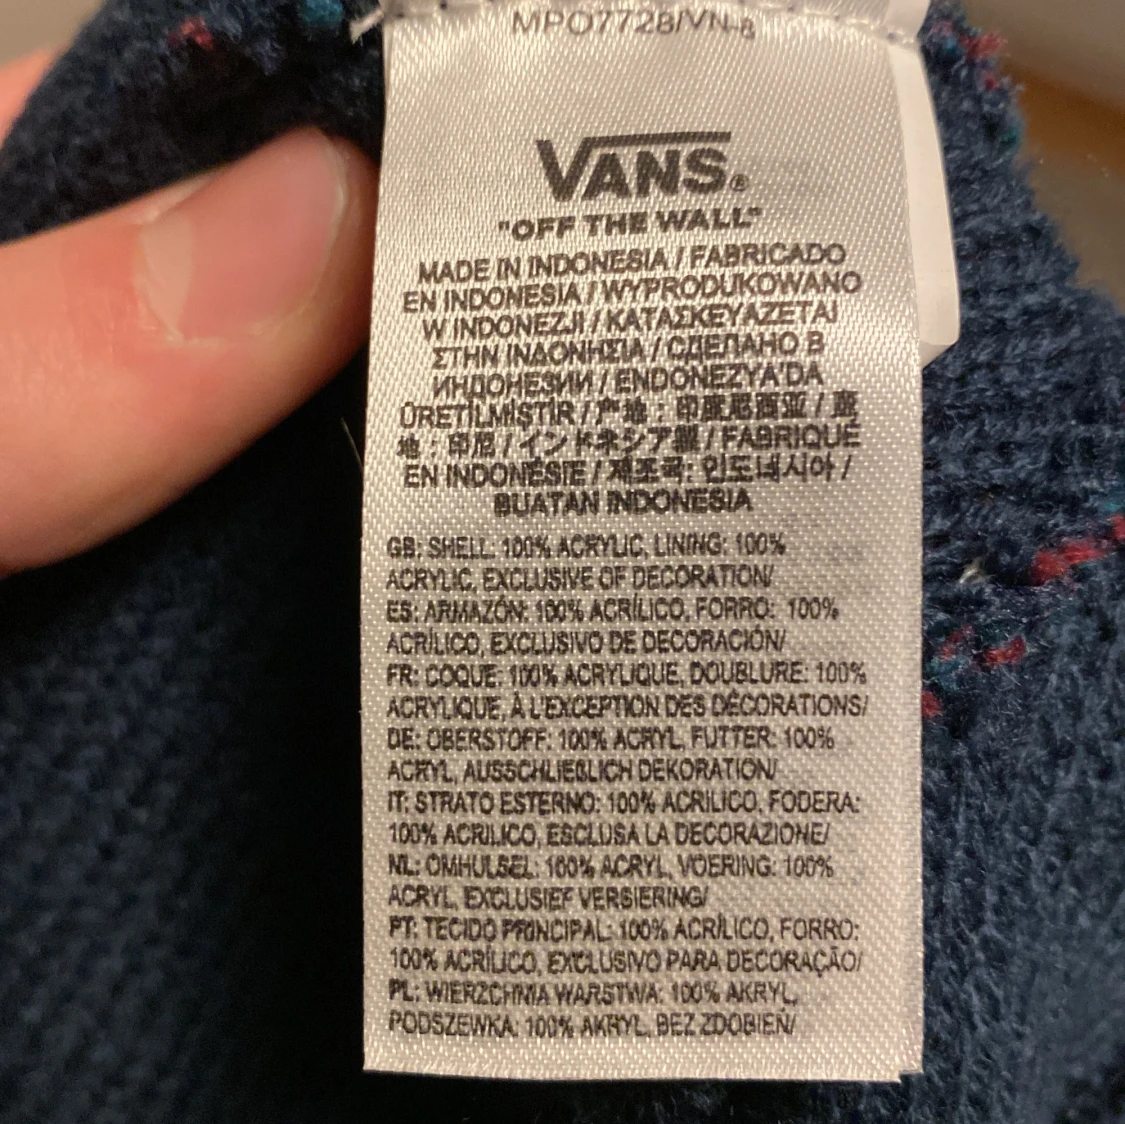 MPO7728/VN-8
VANS®
"OFF THE WALL"
MADE IN INDONESIA / FABRICADO
EN INDONESIA / WYPRODUKOWANO
W INDONEZJI / ΚΑΤΑΣΚΕΥΑΖΕΤΑΙ
ΣΤΗΝ ΙΝΔΟΝΗΣΙΑ / СДЕЛАНО В
ИНДОНЕЗИИ / ENDONEZYA'DA
ÜRETİLMİŞTİR / 产地 : 印度尼西亚 / 產
地 : 印尼 / インドネシア製 / FABRIQUÉ
EN INDONÉSIE / 제조국: 인도네시아 /
BUATAN INDONESIA
GB: SHELL: 100% ACRYLIC, LINING: 100%
ACRYLIC, EXCLUSIVE OF DECORATION/
ES: ARMAZÓN: 100% ACRÍLICO, FORRO: 100%
ACRÍLICO, EXCLUSIVO DE DECORACIÓN/
FR: COQUE: 100% ACRYLIQUE, DOUBLURE: 100%
ACRYLIQUE, À L'EXCEPTION DES DÉCORATIONS/
DE: OBERSTOFF: 100% ACRYL, FUTTER: 100%
ACRYL, AUSSCHLIEßLICH DEKORATION/
IT: STRATO ESTERNO: 100% ACRILICO, FODERA:
100% ACRILICO, ESCLUSA LA DECORAZIONE/
NL: OMHULSEL: 100% ACRYL, VOERING: 100%
ACRYL, EXCLUSIEF VERSIERING/
PT: TECIDO PRINCIPAL: 100% ACRÍLICO, FORRO:
100% ACRÍLICO, EXCLUSIVO PARA DECORAÇÃO/
PL: WIERZCHNIA WARSTWA: 100% AKRYL,
PODSZEWKA: 100% AKRYL, BEZ ZDOBIEŃ/